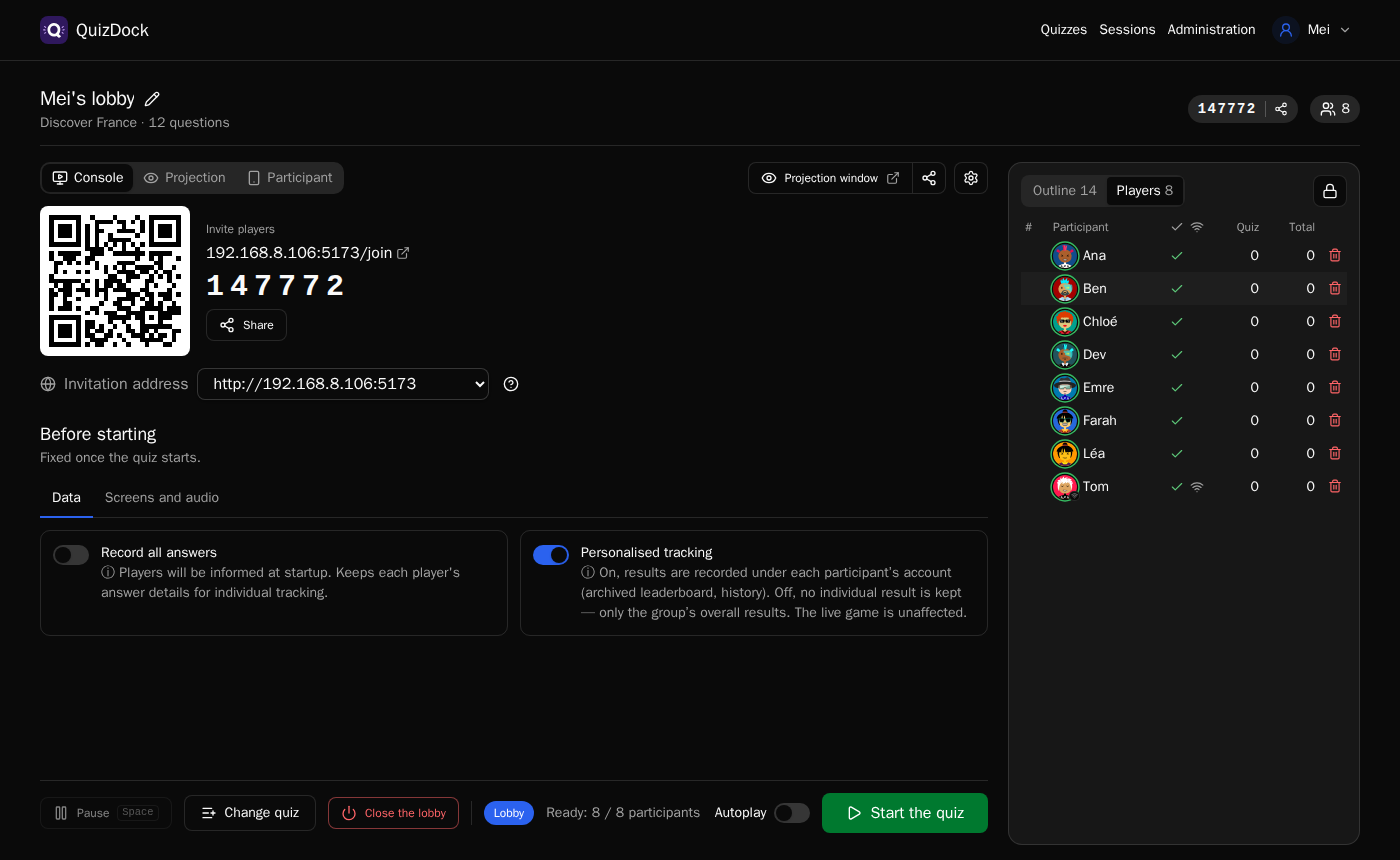 QuizDock
Quizzes Sessions Administration Mei
Mei's lobby
Discover France · 12 questions
147772
8
Console Projection Participant
Projection window
Invite players
192.168.8.106:5173/join
147772
Share
Invitation address http://192.168.8.106:5173
Before starting
Fixed once the quiz starts.
Data Screens and audio
Record all answers
ⓘ Players will be informed at startup. Keeps each player's
answer details for individual tracking.
Personalised tracking
ⓘ On, results are recorded under each participant's account
(archived leaderboard, history). Off, no individual result is kept
— only the group's overall results. The live game is unaffected.
Pause Space Change quiz Close the lobby Lobby Ready: 8 / 8 participants Autoplay Start the quiz
Outline 14 Players 8
# Participant Quiz Total
Ana 0 0
Ben 0 0
Chloé 0 0
Dev 0 0
Emre 0 0
Farah 0 0
Léa 0 0
Tom 0 0